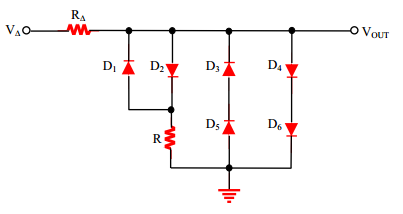 R_Δ
V_Δ V_OUT
D₁ D₂ D₃ D₄
R D₅ D₆